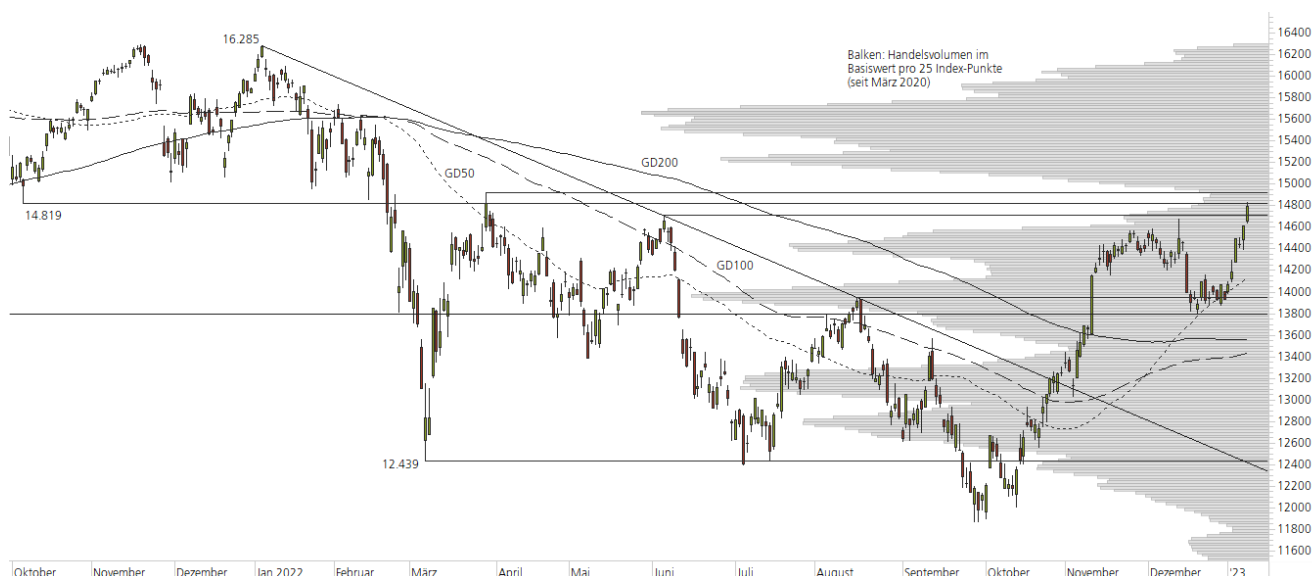 16.285
Balken: Handelsvolumen im
Basiswert pro 25 Index-Punkte
(seit März 2020)
GD200
GD50
14.819
GD100
12.439
16400
16200
16000
15800
15600
15400
15200
15000
14800
14600
14400
14200
14000
13800
13600
13400
13200
13000
12800
12600
12400
12200
12000
11800
11600
Oktober
November
Dezember
Jan 2022
Februar
März
April
Mai
Juni
Juli
August
September
Oktober
November
Dezember
'23